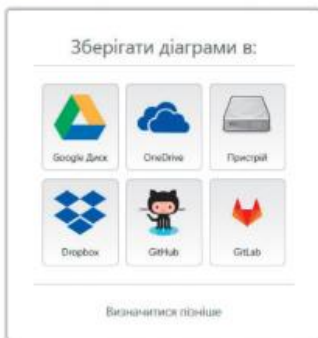 Зберігати діаграми в:
Google Диск OneDrive Пристрій
Dropbox GitHub GitLab
Визначитися пізніше